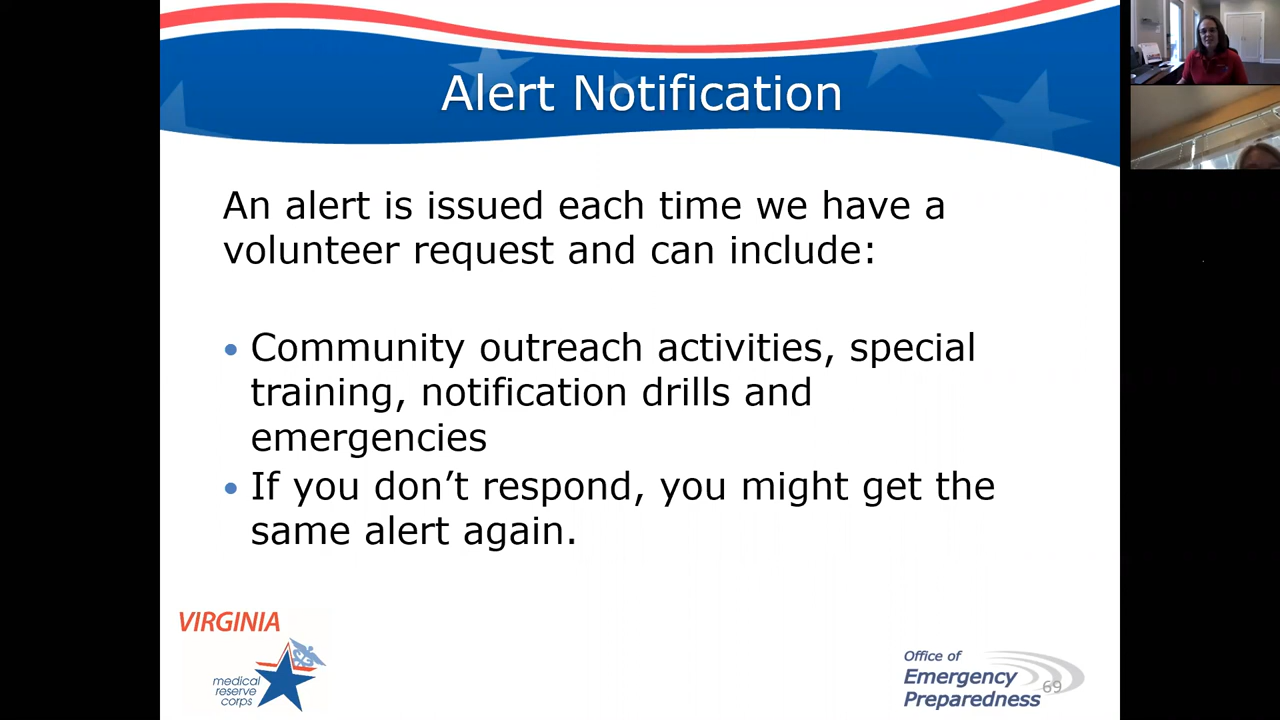 Alert Notification
An alert is issued each time we have a
volunteer request and can include:
• Community outreach activities, special
training, notification drills and
emergencies
• If you don’t respond, you might get the
same alert again.
VIRGINIA
medical
reserve
corps
Office of
Emergency
Preparedness
69